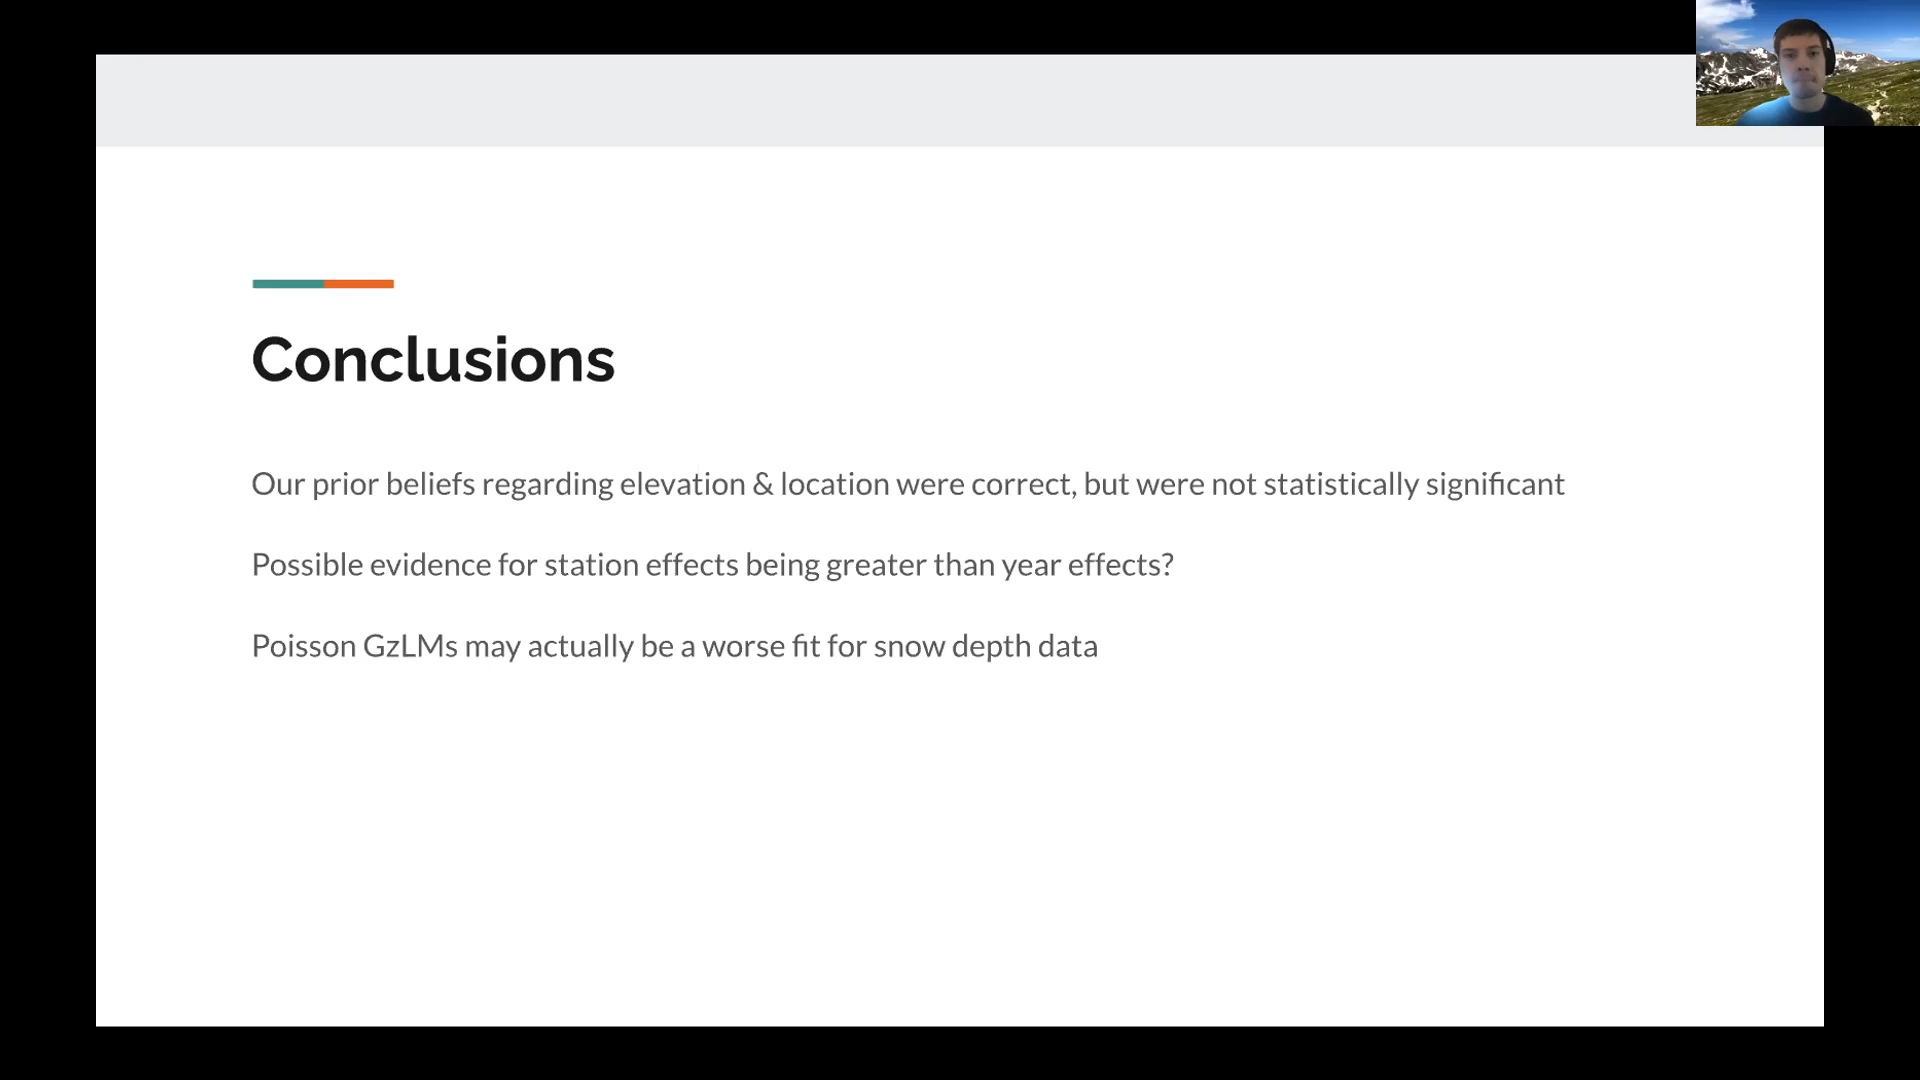 Conclusions
Our prior beliefs regarding elevation & location were correct, but were not statistically significant
Possible evidence for station effects being greater than year effects?
Poisson GzLMs may actually be a worse fit for snow depth data